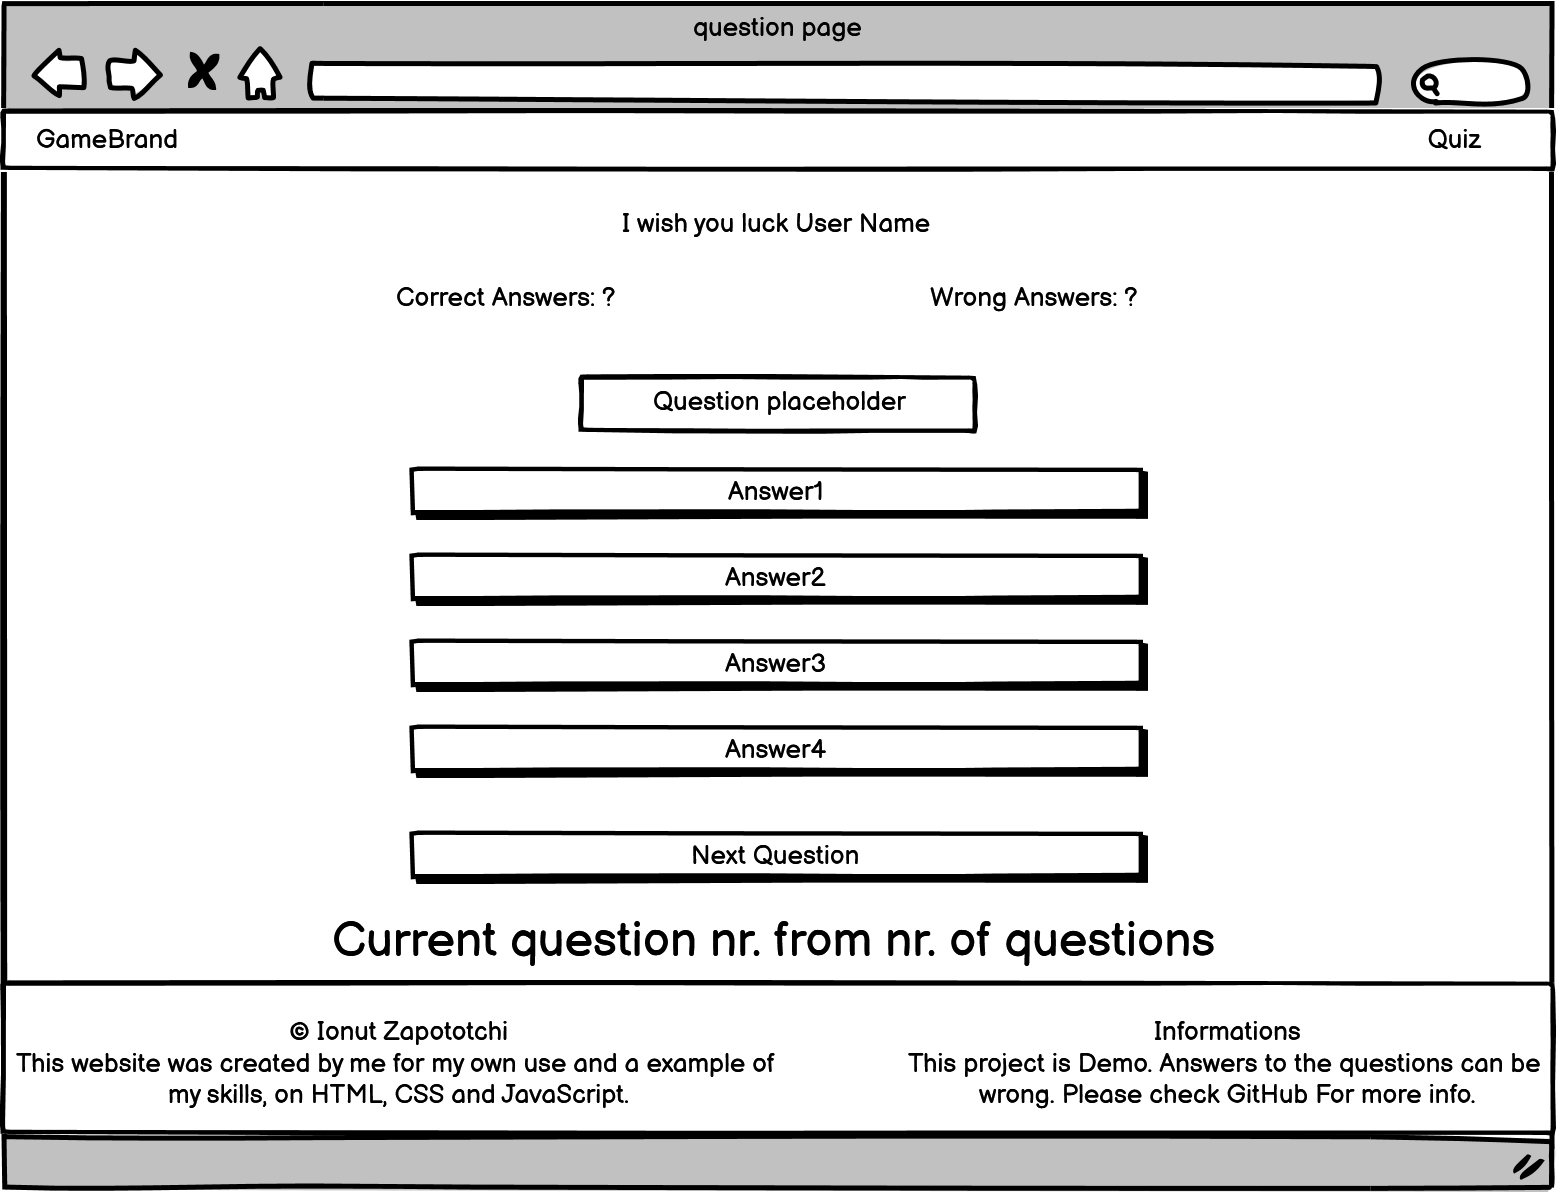 question page
GameBrand
Quiz
I wish you luck User Name
Correct Answers: ?
Wrong Answers: ?
Question placeholder
Answer1
Answer2
Answer3
Answer4
Next Question
Current question nr. from nr. of questions
© Ionut Zapototchi
This website was created by me for my own use and a example of
my skills, on HTML, CSS and JavaScript.
Informations
This project is Demo. Answers to the questions can be
wrong. Please check GitHub For more info.